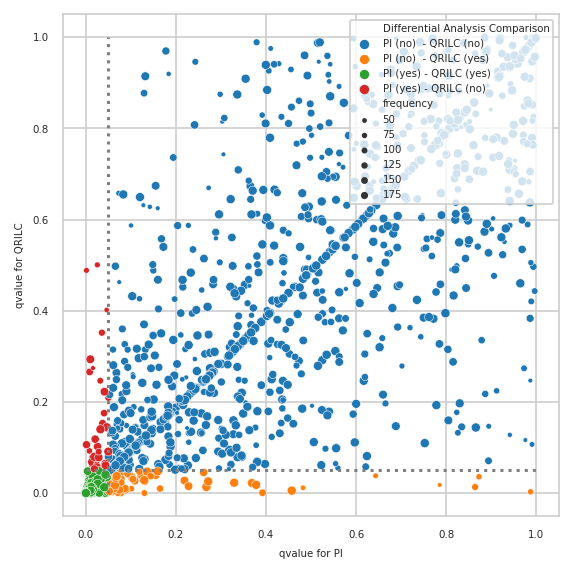 Differential Analysis Comparison
PI (no) - QRILC (no)
PI (no) - QRILC (yes)
PI (yes) - QRILC (yes)
PI (yes) - QRILC (no)
frequency
50
75
100
125
150
175
1.0
0.8
0.6
0.4
0.2
0.0
qvalue for QRILC
0.0 0.2 0.4 0.6 0.8 1.0
qvalue for PI